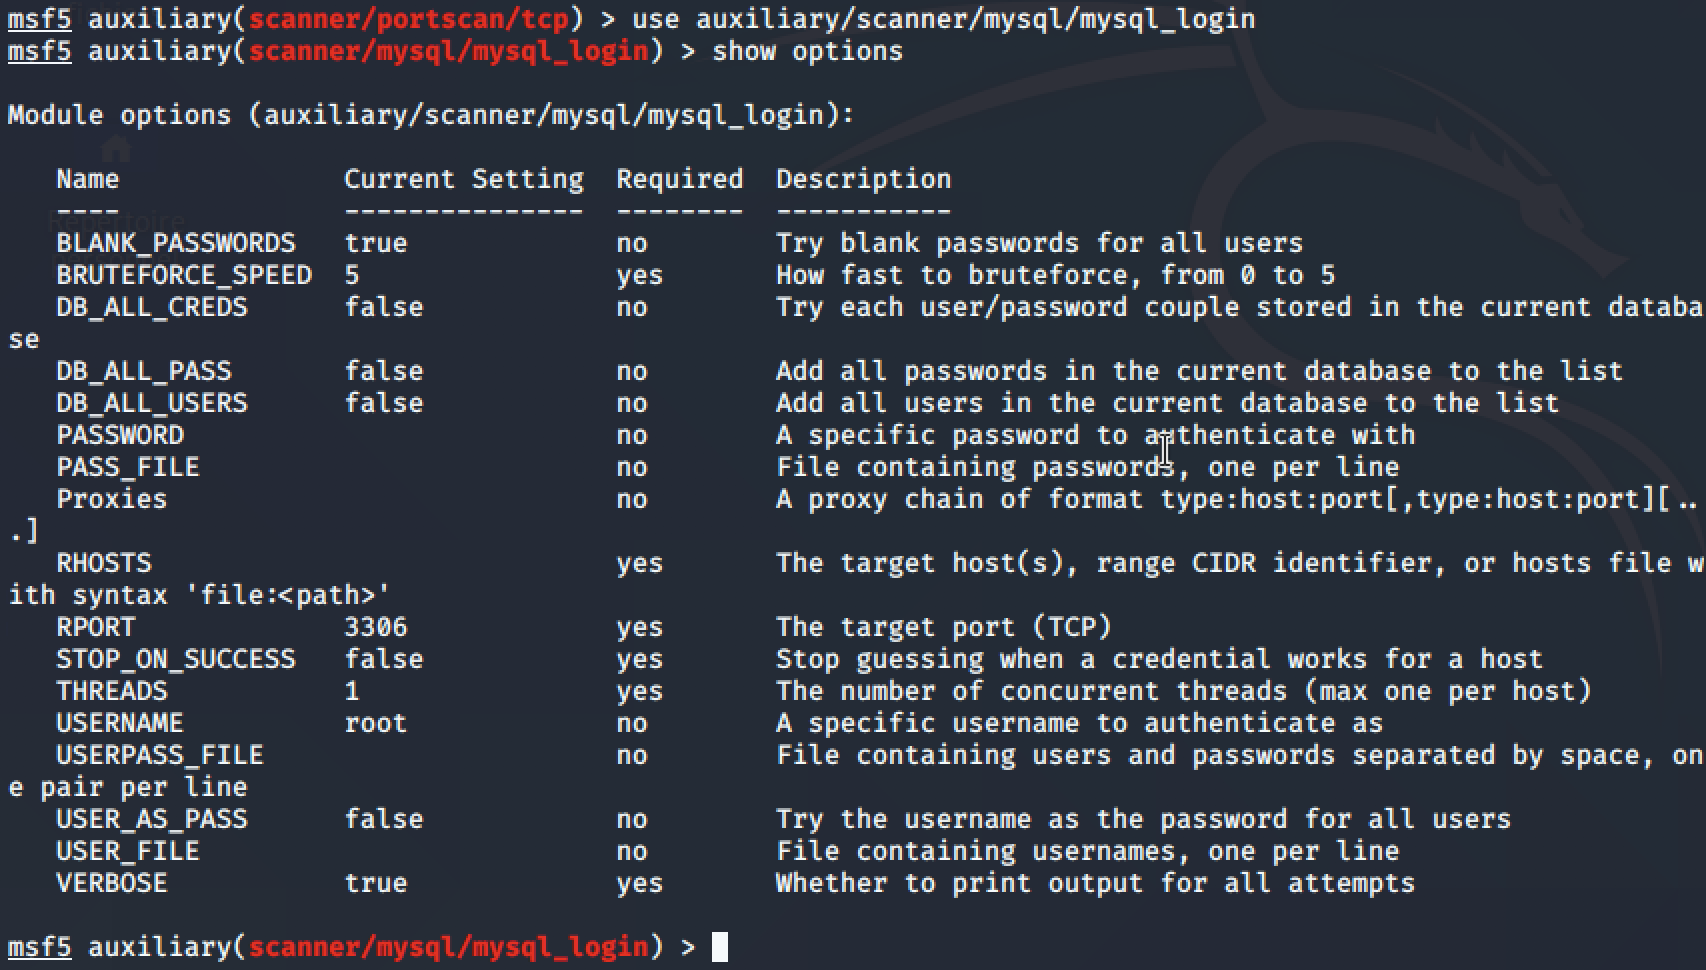 msf5 auxiliary(scanner/portscan/tcp) > use auxiliary/scanner/mysql/mysql_login
msf5 auxiliary(scanner/mysql/mysql_login) > show options
Module options (auxiliary/scanner/mysql/mysql_login):
Name Current Setting Required Description
---- --------------- -------- -----------
BLANK_PASSWORDS true no Try blank passwords for all users
BRUTEFORCE_SPEED 5 yes How fast to bruteforce, from 0 to 5
DB_ALL_CREDS false no Try each user/password couple stored in the current databa
se
DB_ALL_PASS false no Add all passwords in the current database to the list
DB_ALL_USERS false no Add all users in the current database to the list
PASSWORD no A specific password to authenticate with
PASS_FILE no File containing passwords, one per line
Proxies no A proxy chain of format type:host:port[,type:host:port][..
.]
RHOSTS yes The target host(s), range CIDR identifier, or hosts file w
ith syntax 'file:<path>'
RPORT 3306 yes The target port (TCP)
STOP_ON_SUCCESS false yes Stop guessing when a credential works for a host
THREADS 1 yes The number of concurrent threads (max one per host)
USERNAME root no A specific username to authenticate as
USERPASS_FILE no File containing users and passwords separated by space, on
e pair per line
USER_AS_PASS false no Try the username as the password for all users
USER_FILE no File containing usernames, one per line
VERBOSE true yes Whether to print output for all attempts
msf5 auxiliary(scanner/mysql/mysql_login) >